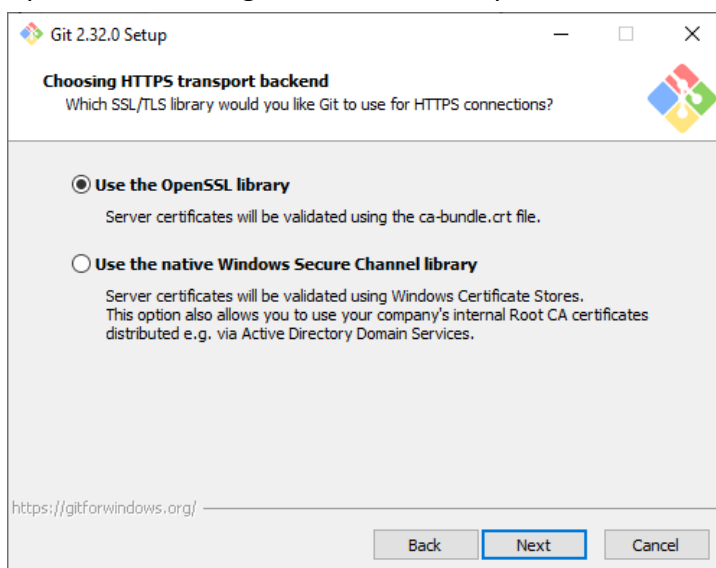 Git 2.32.0 Setup
Choosing HTTPS transport backend
Which SSL/TLS library would you like Git to use for HTTPS connections?
Use the OpenSSL library
Server certificates will be validated using the ca-bundle.crt file.
Use the native Windows Secure Channel library
Server certificates will be validated using Windows Certificate Stores.
This option also allows you to use your company's internal Root CA certificates
distributed e.g. via Active Directory Domain Services.
https://gitforwindows.org/
Back Next Cancel